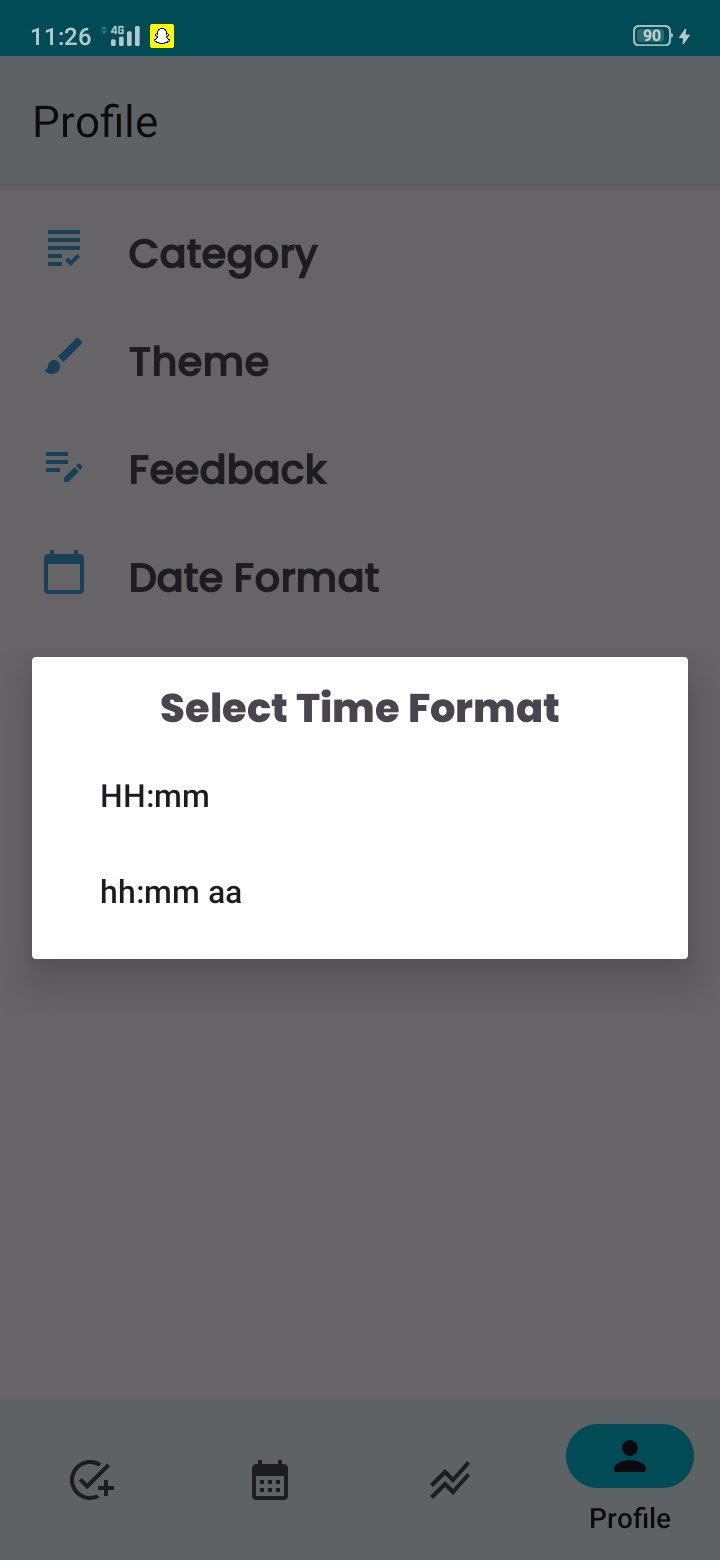 11:26 4G 90
Profile
Category
Theme
Feedback
Date Format
Select Time Format
HH:mm
hh:mm aa
Profile